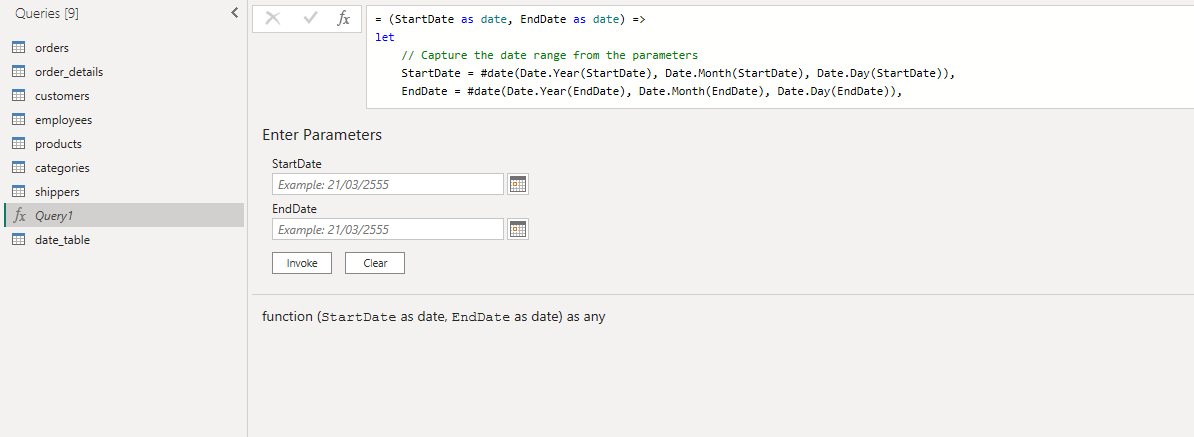 Queries [9]
orders
order_details
customers
employees
products
categories
shippers
fx Query1
date_table
fx
= (StartDate as date, EndDate as date) =>
let
// Capture the date range from the parameters
StartDate = #date(Date.Year(StartDate), Date.Month(StartDate), Date.Day(StartDate)),
EndDate = #date(Date.Year(EndDate), Date.Month(EndDate), Date.Day(EndDate)),
Enter Parameters
StartDate
Example: 21/03/2555
EndDate
Example: 21/03/2555
Invoke Clear
function (StartDate as date, EndDate as date) as any